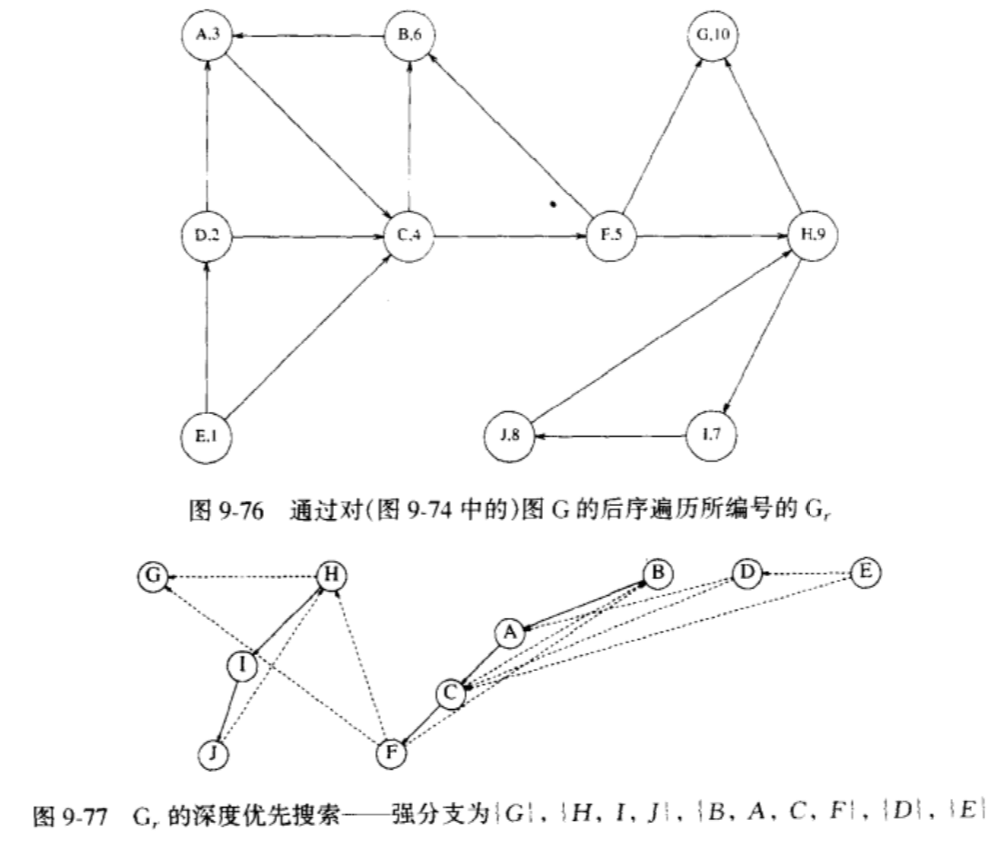 A,3
B,6
G,10
D,2
C,4
F,5
H,9
E,1
J,8
I,7
图 9-76 通过对(图 9-74 中的)图 G 的后序遍历所编号的 Gr
G
H
B
D
E
A
I
C
J
F
图 9-77 Gr 的深度优先搜索——强分支为{G}, {H, I, J}, {B, A, C, F}, {D}, {E}